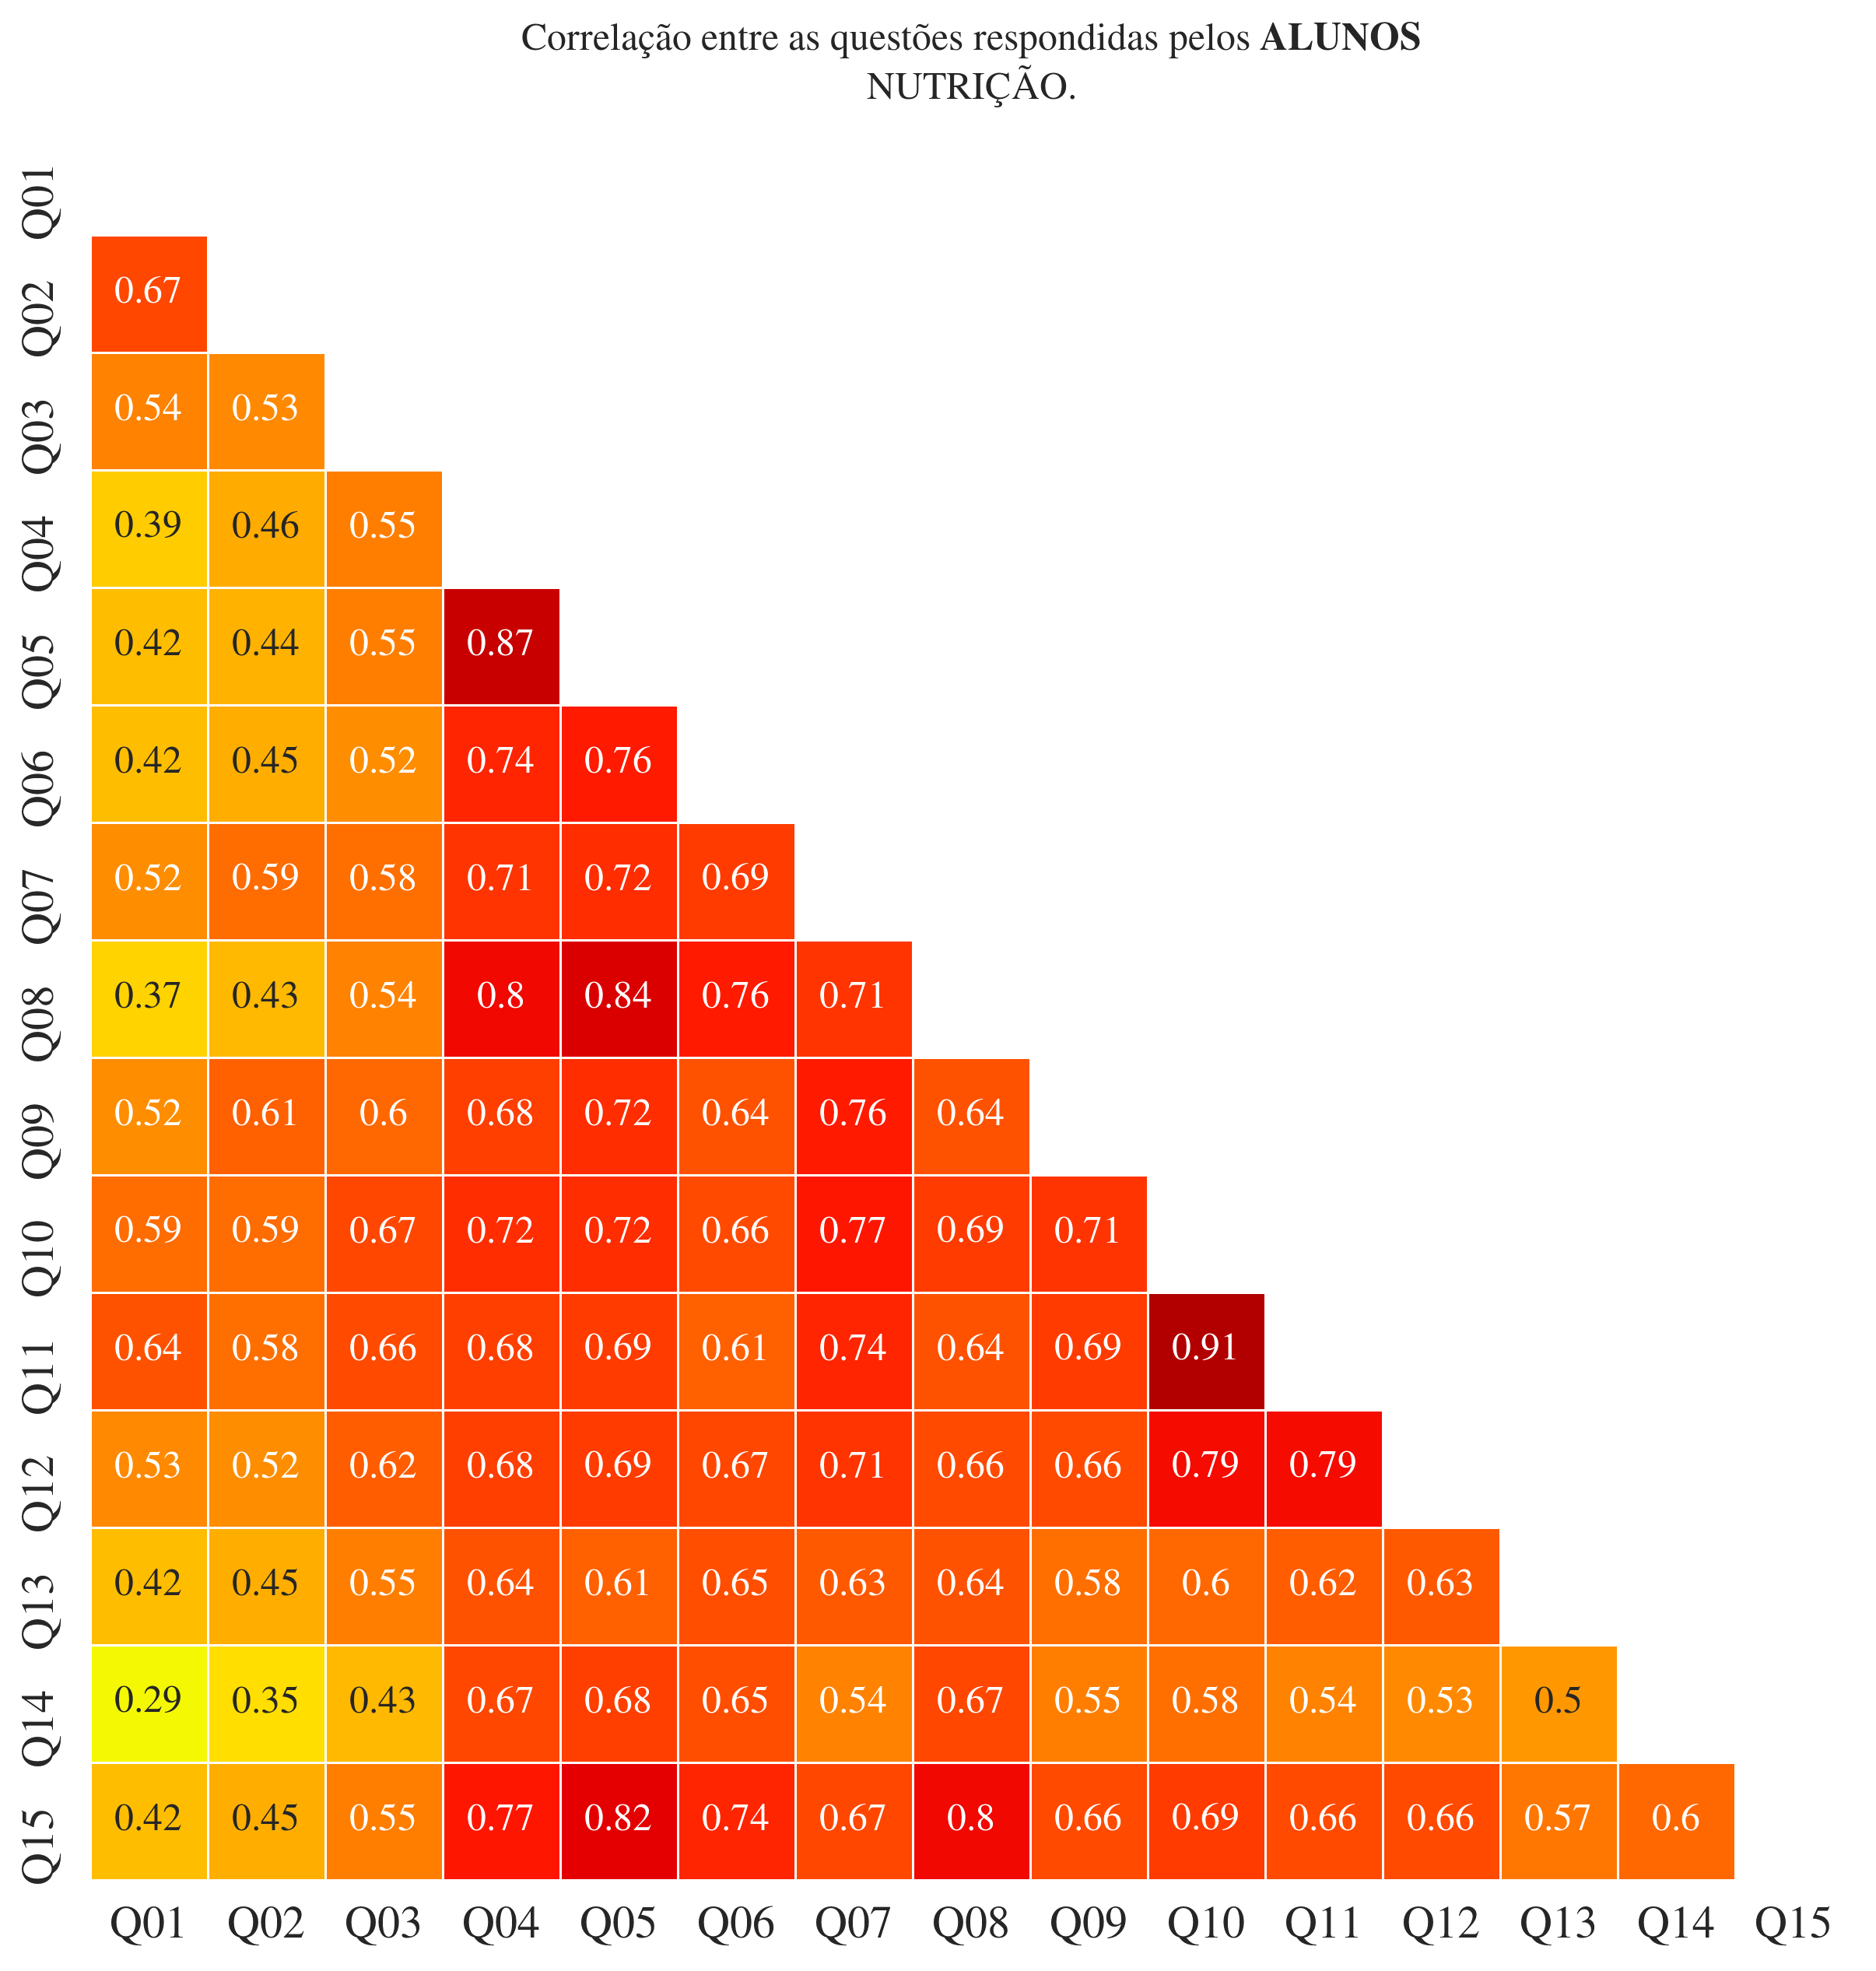 Correlação entre as questões respondidas pelos ALUNOS
NUTRIÇÃO.
Q01
Q02 0.67
Q03 0.54 0.53
Q04 0.39 0.46 0.55
Q05 0.42 0.44 0.55 0.87
Q06 0.42 0.45 0.52 0.74 0.76
Q07 0.52 0.59 0.58 0.71 0.72 0.69
Q08 0.37 0.43 0.54 0.8 0.84 0.76 0.71
Q09 0.52 0.61 0.6 0.68 0.72 0.64 0.76 0.64
Q10 0.59 0.59 0.67 0.72 0.72 0.66 0.77 0.69 0.71
Q11 0.64 0.58 0.66 0.68 0.69 0.61 0.74 0.64 0.69 0.91
Q12 0.53 0.52 0.62 0.68 0.69 0.67 0.71 0.66 0.66 0.79 0.79
Q13 0.42 0.45 0.55 0.64 0.61 0.65 0.63 0.64 0.58 0.6 0.62 0.63
Q14 0.29 0.35 0.43 0.67 0.68 0.65 0.54 0.67 0.55 0.58 0.54 0.53 0.5
Q15 0.42 0.45 0.55 0.77 0.82 0.74 0.67 0.8 0.66 0.69 0.66 0.66 0.57 0.6
Q01 Q02 Q03 Q04 Q05 Q06 Q07 Q08 Q09 Q10 Q11 Q12 Q13 Q14 Q15